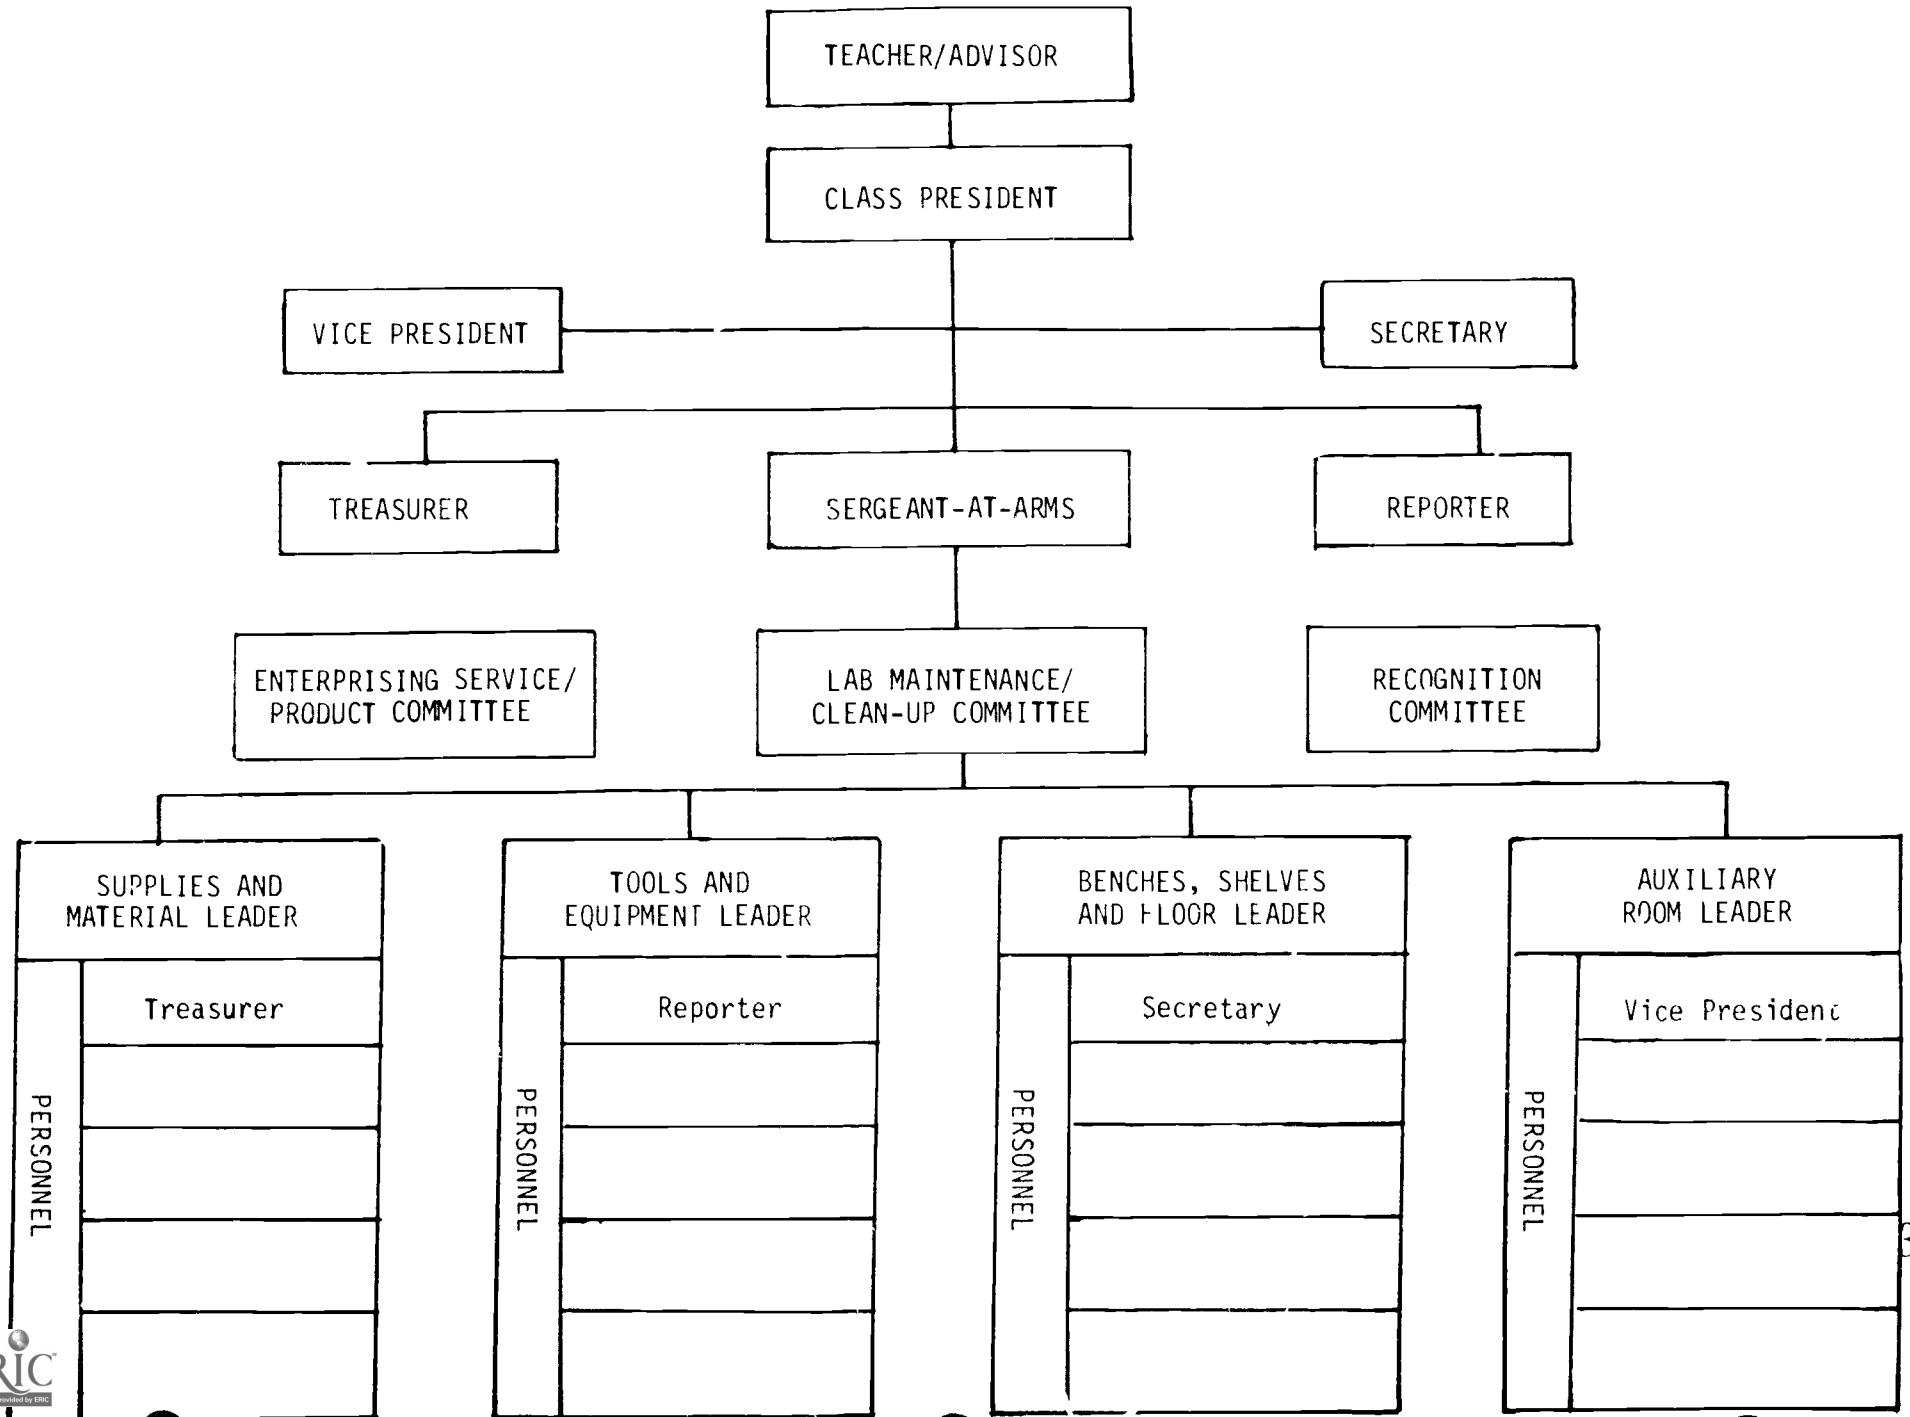 TEACHER/ADVISOR
CLASS PRESIDENT
VICE PRESIDENT
SECRETARY
TREASURER
SERGEANT-AT-ARMS
REPORTER
ENTERPRISING SERVICE/
PRODUCT COMMITTEE
LAB MAINTENANCE/
CLEAN-UP COMMITTEE
RECOGNITION
COMMITTEE
SUPPLIES AND
MATERIAL LEADER
TOOLS AND
EQUIPMENT LEADER
BENCHES, SHELVES
AND FLOOR LEADER
AUXILIARY
ROOM LEADER
PERSONNEL
Treasurer
PERSONNEL
Reporter
PERSONNEL
Secretary
PERSONNEL
Vice President